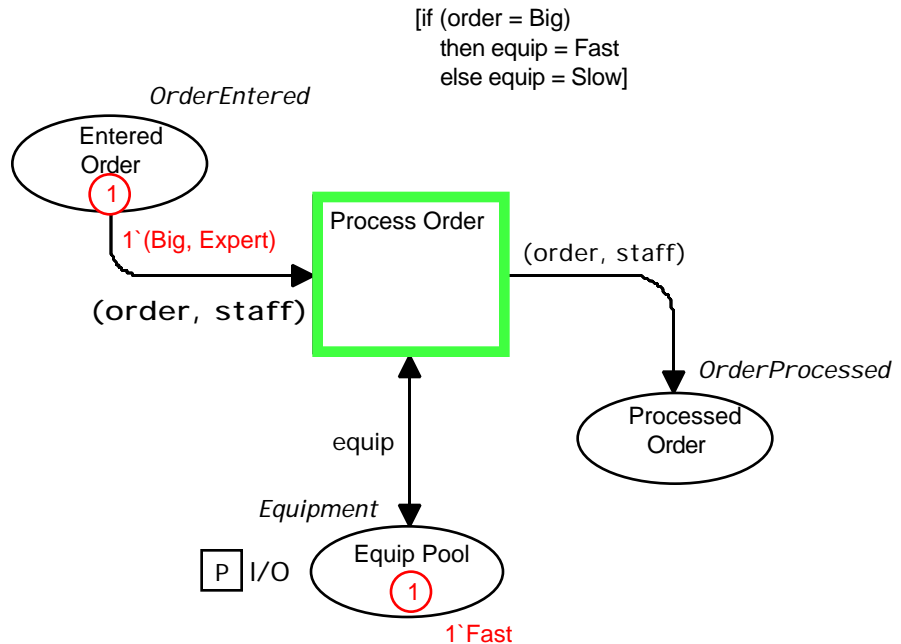 [if (order = Big)
then equip = Fast
else equip = Slow]
OrderEntered
Entered
Order
1
1`(Big, Expert)
(order, staff)
Process Order
(order, staff)
OrderProcessed
Processed
Order
equip
Equipment
P I/O
Equip Pool
1
1`Fast